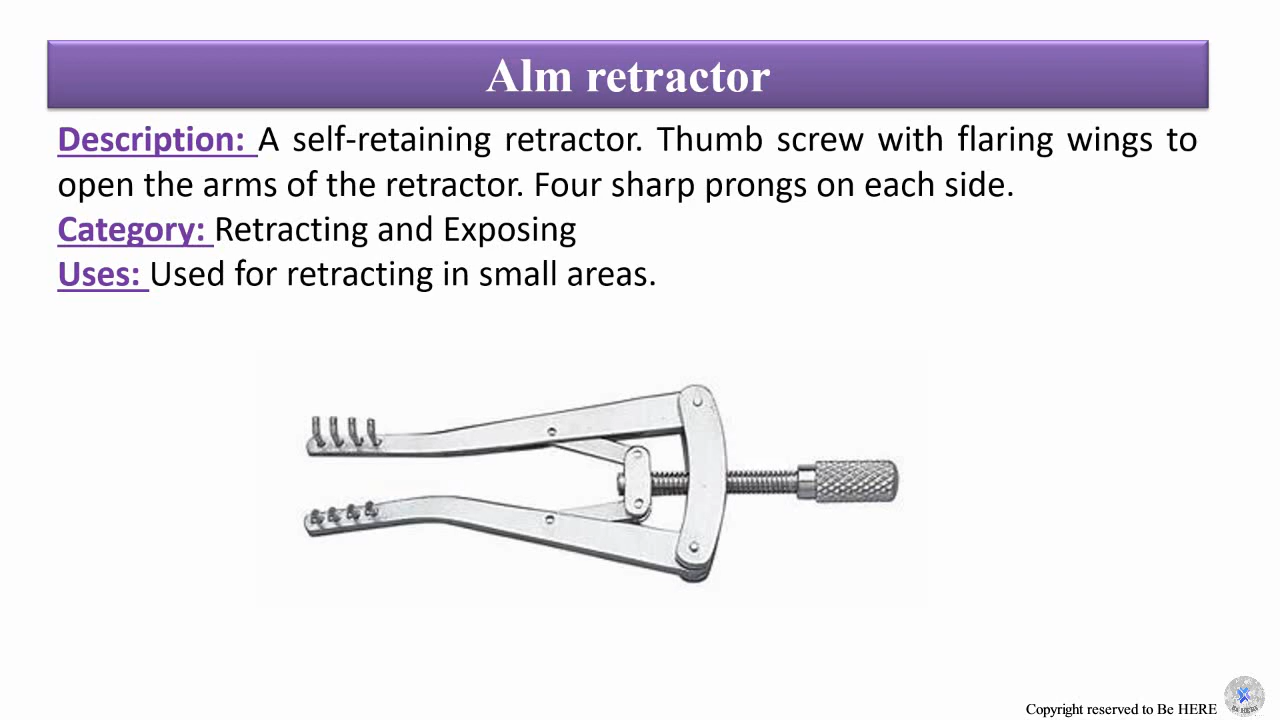 Alm retractor
Description: A self-retaining retractor. Thumb screw with flaring wings to
open the arms of the retractor. Four sharp prongs on each side.
Category: Retracting and Exposing
Uses: Used for retracting in small areas.
Copyright reserved to Be HERE
Be HERE